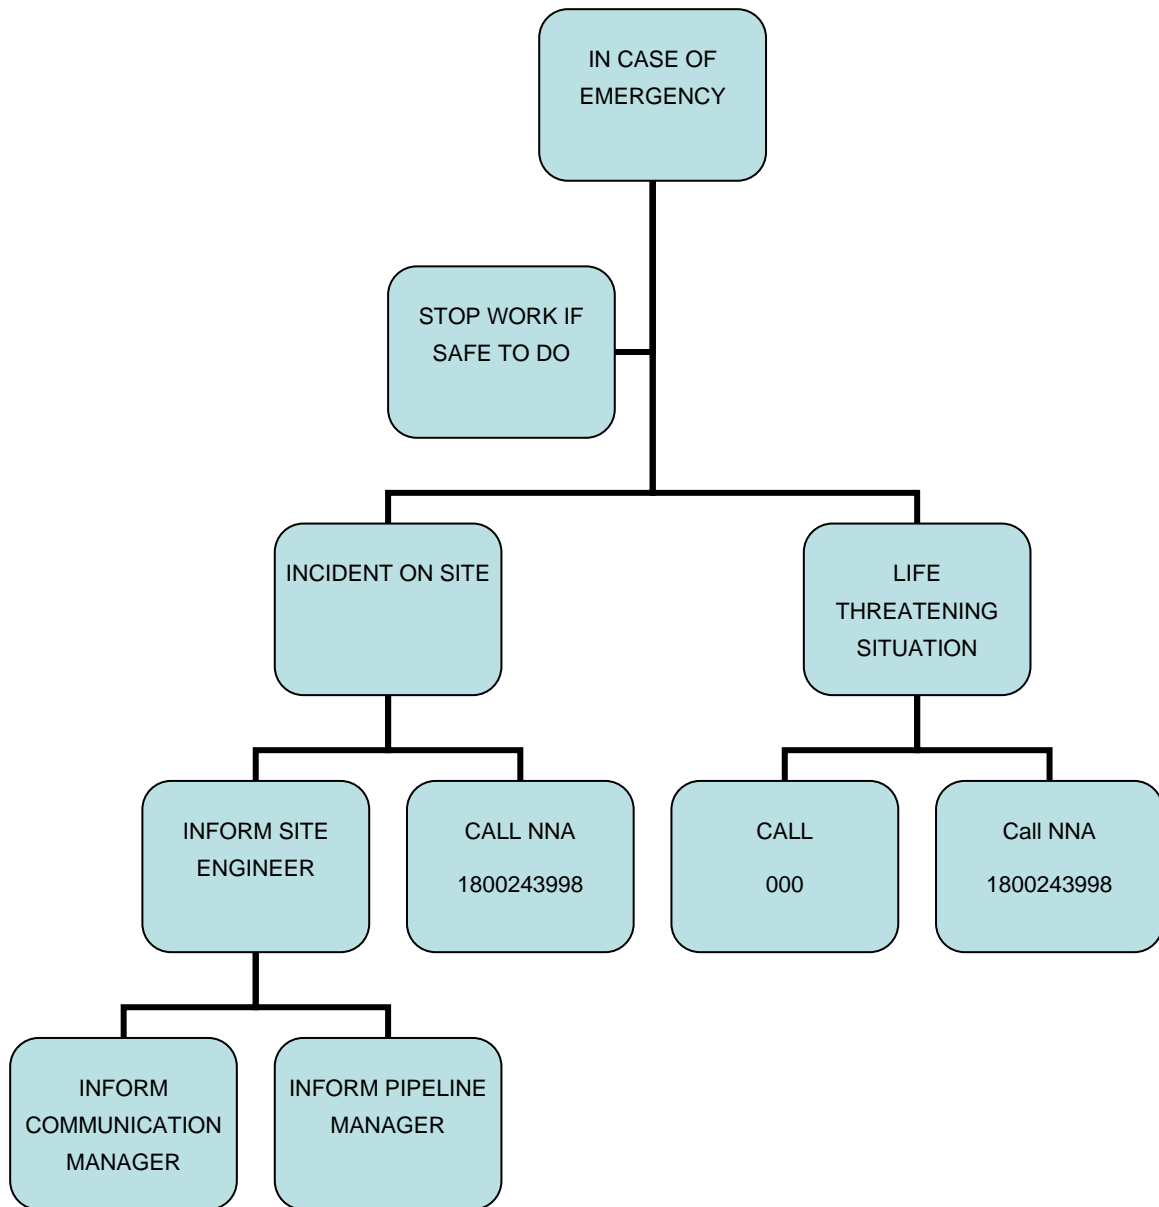 IN CASE OF
EMERGENCY
STOP WORK IF
SAFE TO DO
INCIDENT ON SITE
LIFE
THREATENING
SITUATION
INFORM SITE
ENGINEER
CALL NNA
1800243998
CALL
000
Call NNA
1800243998
INFORM
COMMUNICATION
MANAGER
INFORM PIPELINE
MANAGER